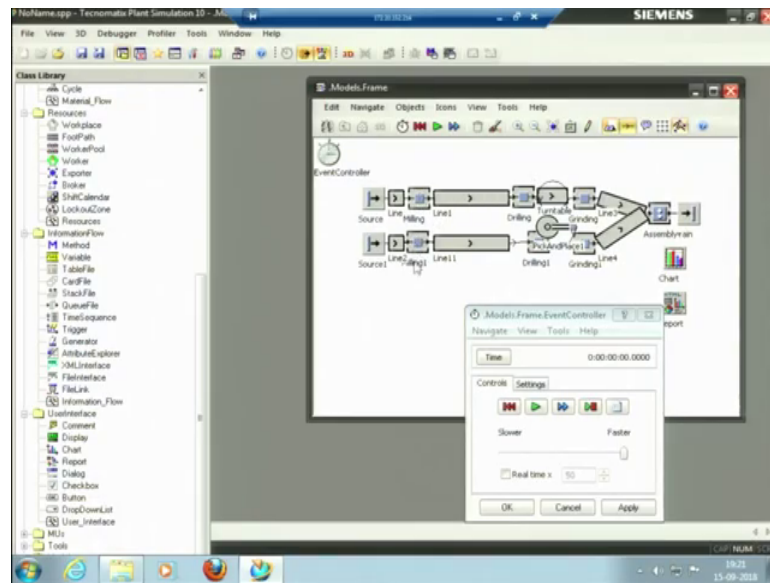 NoName.spp - Tecnomatix Plant Simulation 10 - .M
SIEMENS
File View 3D Debugger Profiler Tools Window Help
Class Library
Cycle
Material_Flow
Resources
Workplace
FootPath
WorkerPool
Worker
Exporter
Broker
ShiftCalendar
LockoutZone
Resources
InformationFlow
Method
Variable
TableFile
CardFile
StackFile
QueueFile
TimeSequence
Trigger
Generator
AttributeExplorer
XMLInterface
FileInterface
FileLink
Information_Flow
UserInterface
Comment
Display
Chart
Report
Dialog
Checkbox
Button
DropDownList
User_Interface
MUs
Tools
.Models.Frame
Edit Navigate Objects Icons View Tools Help
EventController
Source Line Milling Line1 Drilling Turntable Grinding Line3
Assembly
Source1 Line2 Line11 Drilling1 PickAndPlace1 Grinding1 Line4
Chart
.Models.Frame.EventController
Navigate View Tools Help
Time 0:00:00:00.0000
Controls Settings
Slower Faster
Real time x 50
OK Cancel Apply
CAP NUM
19:21
15-09-2018